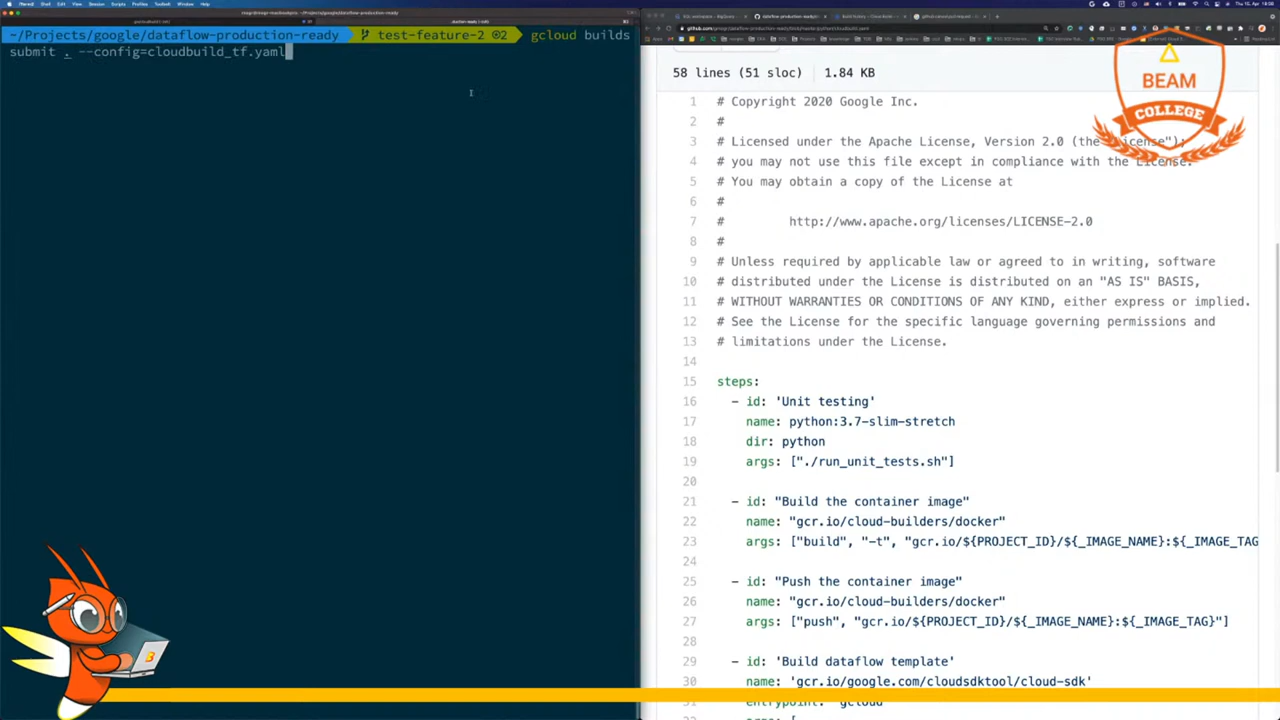 ~/Projects/google/dataflow-production-ready test-feature-2 ⊙2 gcloud builds
submit . --config=cloudbuild_tf.yaml
58 lines (51 sloc) 1.84 KB
1 # Copyright 2020 Google Inc.
2 #
3 # Licensed under the Apache License, Version 2.0 (the "License");
4 # you may not use this file except in compliance with the License.
5 # You may obtain a copy of the License at
6 #
7 # http://www.apache.org/licenses/LICENSE-2.0
8 #
9 # Unless required by applicable law or agreed to in writing, software
10 # distributed under the License is distributed on an "AS IS" BASIS,
11 # WITHOUT WARRANTIES OR CONDITIONS OF ANY KIND, either express or implied.
12 # See the License for the specific language governing permissions and
13 # limitations under the License.
14
15 steps:
16 - id: 'Unit testing'
17 name: python:3.7-slim-stretch
18 dir: python
19 args: ["./run_unit_tests.sh"]
20
21 - id: "Build the container image"
22 name: "gcr.io/cloud-builders/docker"
23 args: ["build", "-t", "gcr.io/${PROJECT_ID}/${_IMAGE_NAME}:${_IMAGE_TAG
24
25 - id: "Push the container image"
26 name: "gcr.io/cloud-builders/docker"
27 args: ["push", "gcr.io/${PROJECT_ID}/${_IMAGE_NAME}:${_IMAGE_TAG}"]
28
29 - id: 'Build dataflow template'
30 name: 'gcr.io/google.com/cloudsdktool/cloud-sdk'
31 entrypoint: gcloud
BEAM
COLLEGE